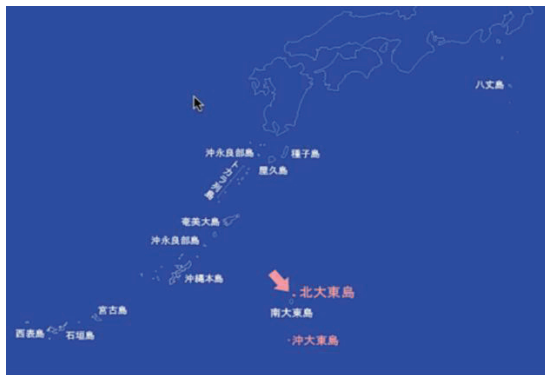 八丈島
沖永良部島
種子島
屋久島
トカラ列島
奄美大島
沖永良部島
沖縄本島
北大東島
宮古島
南大東島
西表島
石垣島
沖大東島